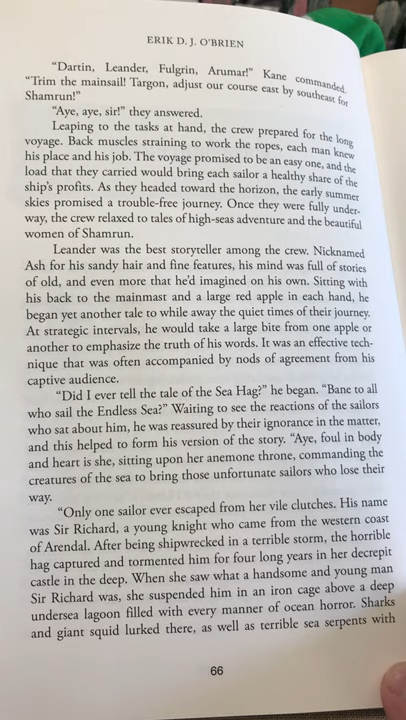 ERIK D. J. O'BRIEN
"Dartin, Leander, Fulgrin, Arumar!" Kane commanded.
"Trim the mainsail! Targon, adjust our course east by southeast for
Shamrun!"
"Aye, aye, sir!" they answered.
Leaping to the tasks at hand, the crew prepared for the long
voyage. Back muscles straining to work the ropes, each man knew
his place and his job. The voyage promised to be an easy one, and the
load that they carried would bring each sailor a healthy share of the
ship's profits. As they headed toward the horizon, the early summer
skies promised a trouble-free journey. Once they were fully under-
way, the crew relaxed to tales of high-seas adventure and the beautiful
women of Shamrun.
Leander was the best storyteller among the crew. Nicknamed
Ash for his sandy hair and fine features, his mind was full of stories
of old, and even more that he'd imagined on his own. Sitting with
his back to the mainmast and a large red apple in each hand, he
began yet another tale to while away the quiet times of their journey.
At strategic intervals, he would take a large bite from one apple or
another to emphasize the truth of his words. It was an effective tech-
nique that was often accompanied by nods of agreement from his
captive audience.
"Did I ever tell the tale of the Sea Hag?" he began. "Bane to all
who sail the Endless Sea?" Waiting to see the reactions of the sailors
who sat about him, he was reassured by their ignorance in the matter,
and this helped to form his version of the story. "Aye, foul in body
and heart is she, sitting upon her anemone throne, commanding the
creatures of the sea to bring those unfortunate sailors who lose their
way.
"Only one sailor ever escaped from her vile clutches. His name
was Sir Richard, a young knight who came from the western coast
of Arendal. After being shipwrecked in a terrible storm, the horrible
hag captured and tormented him for four long years in her decrepit
castle in the deep. When she saw what a handsome and young man
Sir Richard was, she suspended him in an iron cage above a deep
undersea lagoon filled with every manner of ocean horror. Sharks
and giant squid lurked there, as well as terrible sea serpents with
66